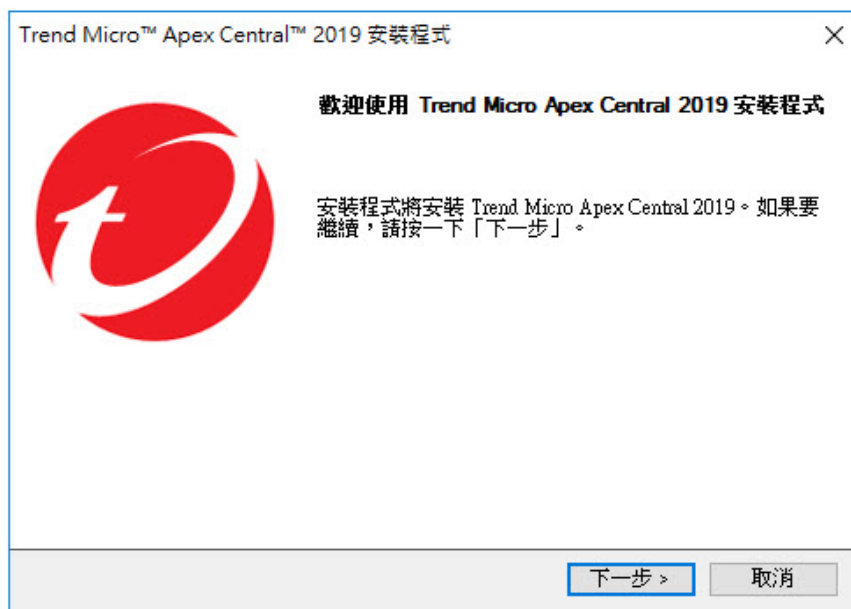 Trend Micro™ Apex Central™ 2019 安裝程式
歡迎使用 Trend Micro Apex Central 2019 安裝程式
安裝程式將安裝 Trend Micro Apex Central 2019。如果要
繼續，請按一下「下一步」。
下一步 >
取消